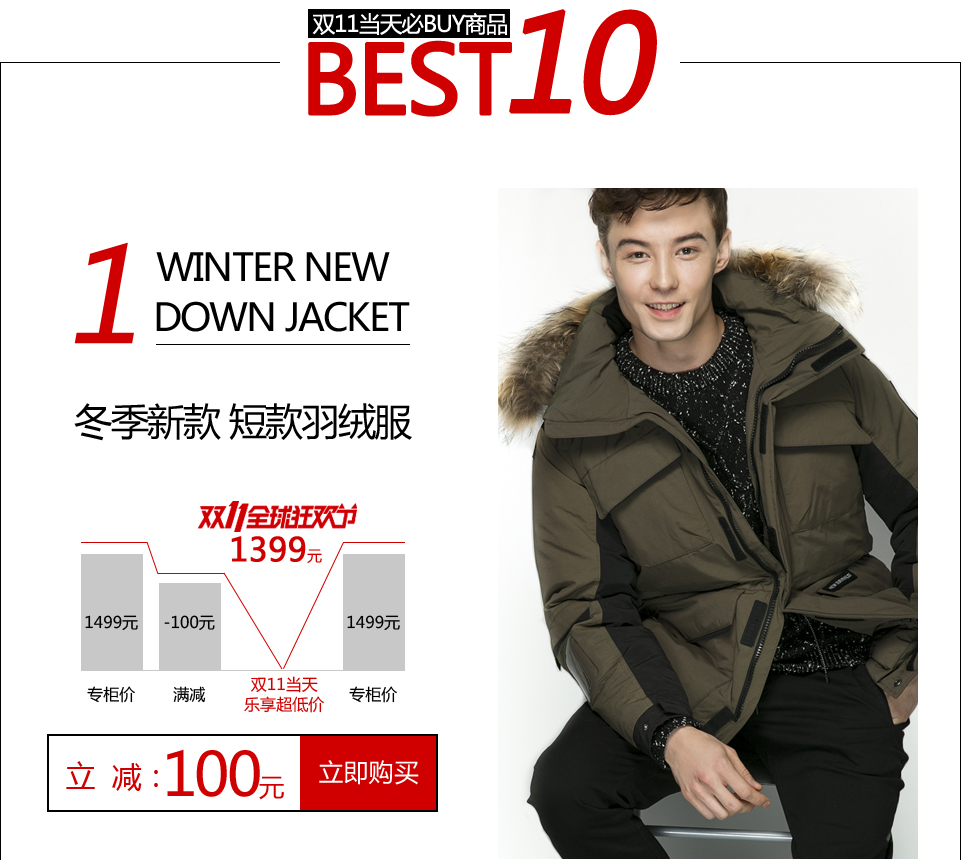 双11当天必BUY商品
BEST10
1
WINTER NEW
DOWN JACKET
冬季新款 短款羽绒服
双11全球狂欢节
1399元
1499元
-100元
1499元
专柜价
满减
双11当天
乐享超低价
专柜价
立 减:100元
立即购买